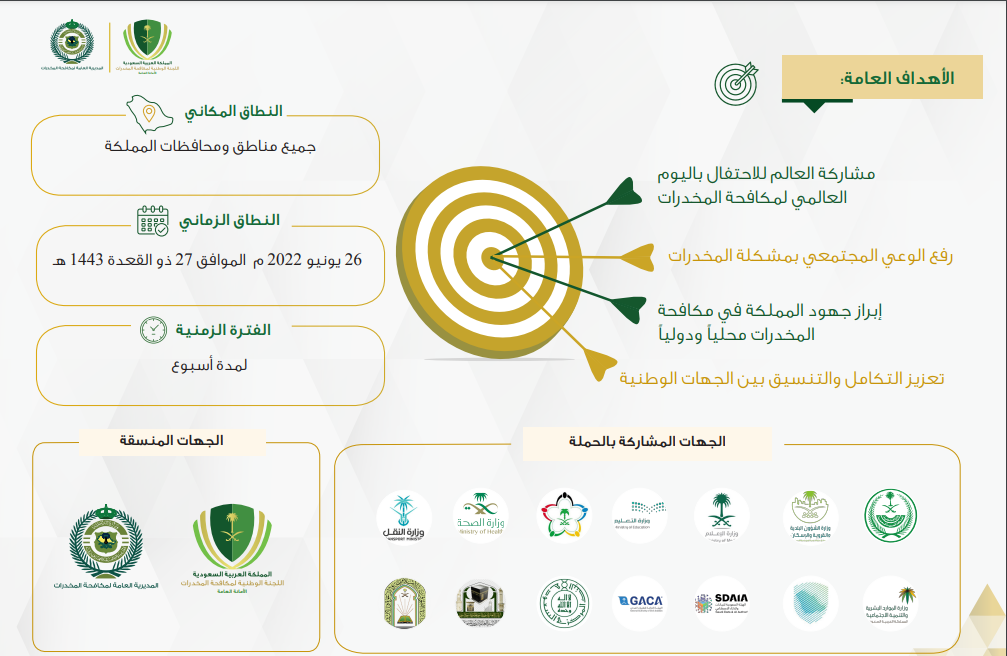 الأهداف العامة:
مشاركة العالم للاحتفال باليوم
العالمي لمكافحة المخدرات
رفع الوعي المجتمعي بمشكلة المخدرات
إبراز جهود المملكة في مكافحة
المخدرات محلياً ودولياً
تعزيز التكامل والتنسيق بين الجهات الوطنية
المملكة العربية السعودية
اللجنة الوطنية لمكافحة المخدرات
المديرية العامة لمكافحة المخدرات
النطاق المكاني
جميع مناطق ومحافظات المملكة
النطاق الزماني
26 يونيو 2022 م الموافق 27 ذو القعدة 1443 هـ
الفترة الزمنية
لمدة أسبوع
الجهات المشاركة بالحملة
وزارة الشؤون البلدية
والقروية والإسكان
وزارة الإعلام
وزارة التعليم
Ministry of Education
وزارة الصحة
Ministry of Health
وزارة النقل
وزارة الموارد البشرية
والتنمية الاجتماعية
SDAIA
GACA
الجهات المنسقة
المملكة العربية السعودية
اللجنة الوطنية لمكافحة المخدرات
الأمانة العامة
المديرية العامة لمكافحة المخدرات